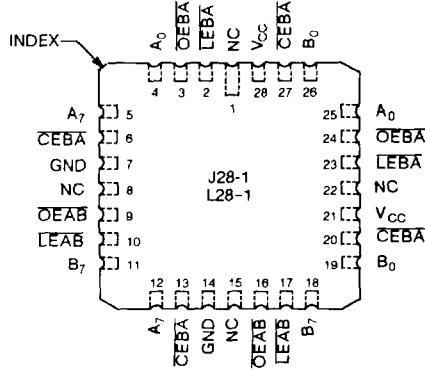 INDEX
A0 OEBA LEBA NC VCC CEBA B0
4 3 2 1 28 27 26
A7 5
CEBA 6
GND 7
NC 8
OEAB 9
LEAB 10
B7 11
J28-1
L28-1
25 A0
24 OEBA
23 LEBA
22 NC
21 VCC
20 CEBA
19 B0
12 13 14 15 16 17 18
A7 CEBA GND NC OEAB LEAB B7